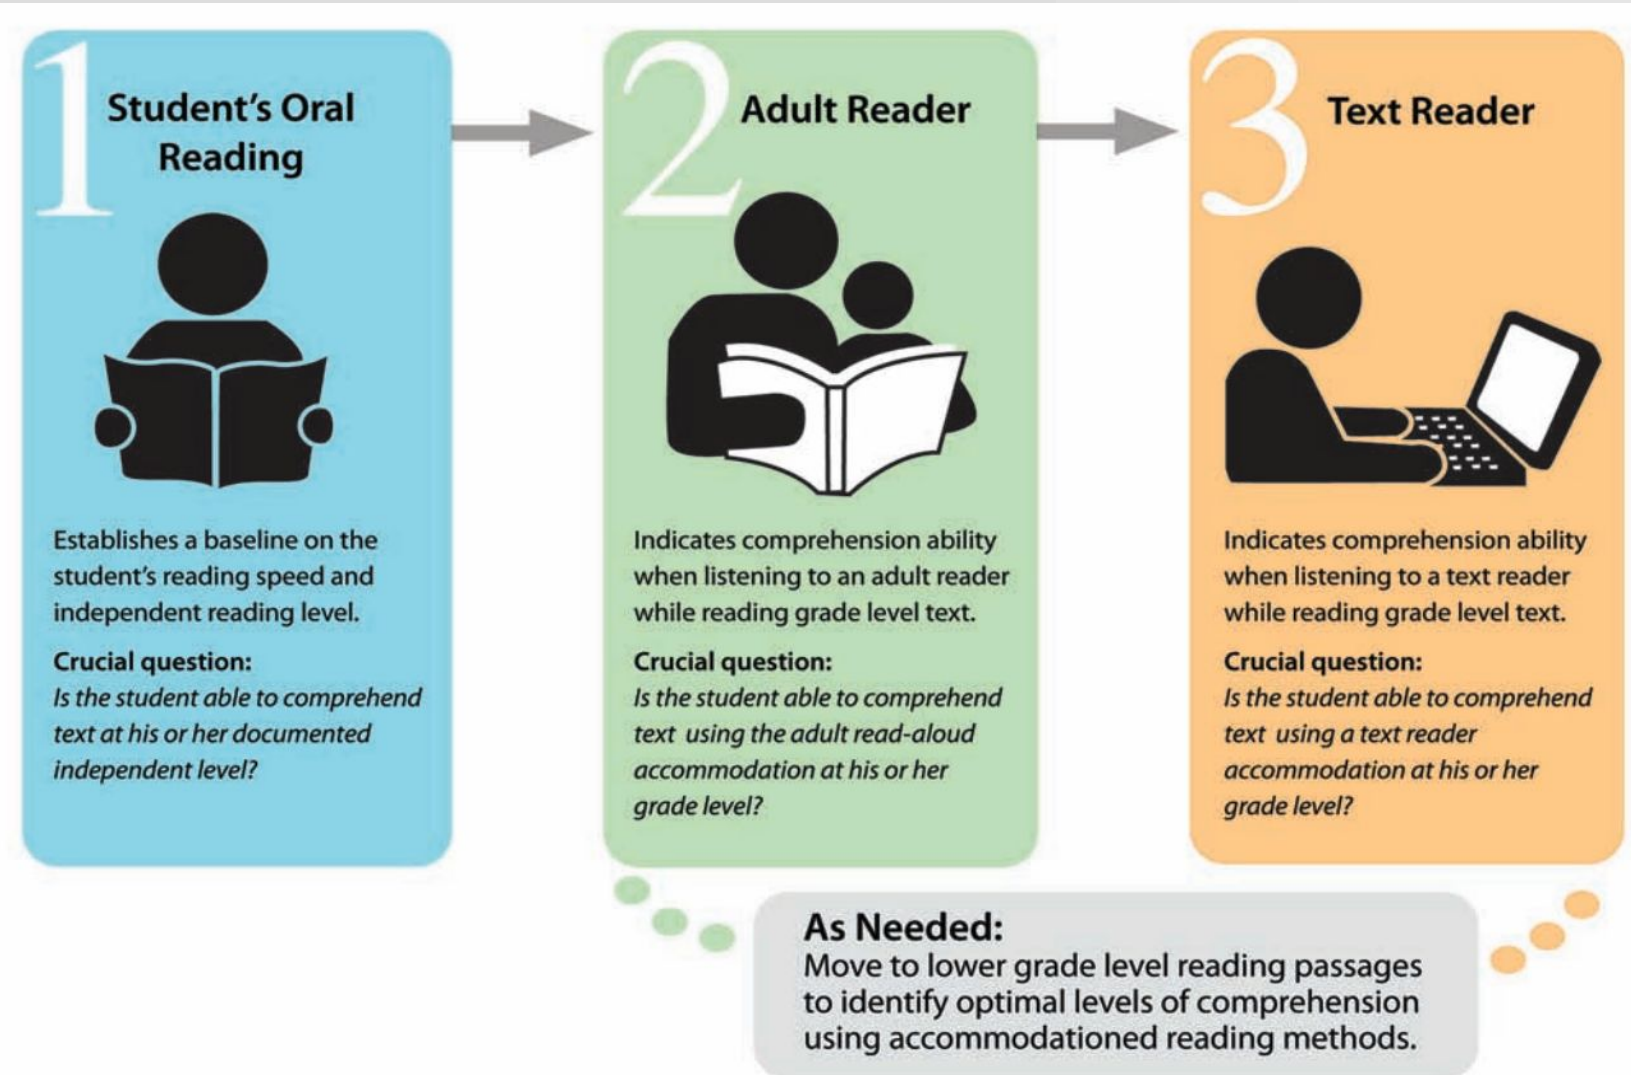 1
Student's Oral
Reading
Establishes a baseline on the
student's reading speed and
independent reading level.
Crucial question:
Is the student able to comprehend
text at his or her documented
independent level?
2
Adult Reader
Indicates comprehension ability
when listening to an adult reader
while reading grade level text.
Crucial question:
Is the student able to comprehend
text using the adult read-aloud
accommodation at his or her
grade level?
3
Text Reader
Indicates comprehension ability
when listening to a text reader
while reading grade level text.
Crucial question:
Is the student able to comprehend
text using a text reader
accommodation at his or her
grade level?
As Needed:
Move to lower grade level reading passages
to identify optimal levels of comprehension
using accommodationed reading methods.